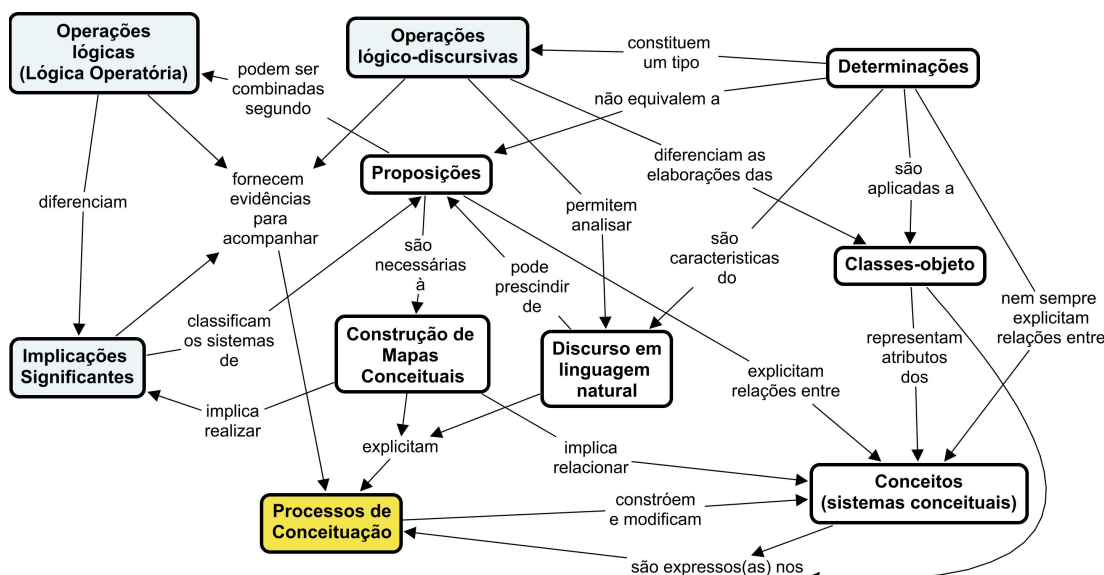 Operações
lógicas
(Lógica Operatória)
Operações
lógico-discursivas
constituem
um tipo
Determinações
podem ser
combinadas
segundo
não equivalem a
Proposições
diferenciam as
elaborações das
são
aplicadas a
diferenciam
fornecem
evidências
para
acompanhar
permitem
analisar
são
necessárias
à
pode
prescindir
de
são
caracteristicas
do
Classes-objeto
nem sempre
explicitam
relações entre
classificam
os sistemas
de
Construção de
Mapas
Conceituais
Discurso em
linguagem
natural
representam
atributos
dos
Implicações
Significantes
explicitam
relações entre
implica
realizar
explicitam
implica
relacionar
Conceitos
(sistemas conceituais)
Processos de
Conceituação
constróem
e modificam
são expressos(as) nos